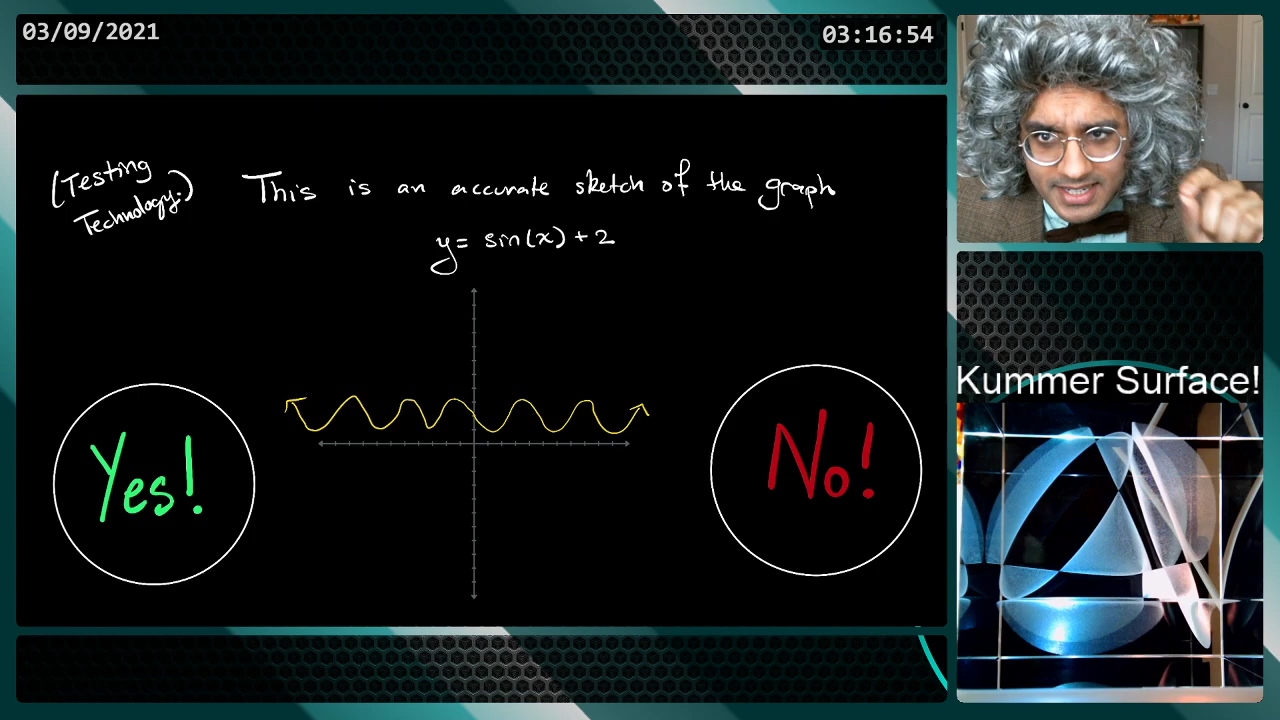 03/09/2021
03:16:54
(Testing
Technology.)
This is an accurate sketch of the graph
y = sin(x) + 2
Yes!
No!
Kummer Surface!